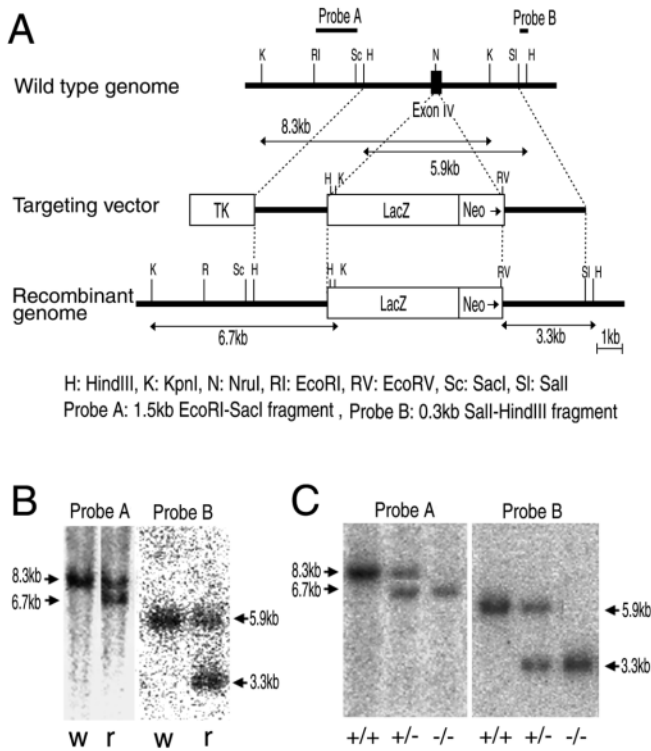 A
Probe A
Probe B
K RI Sc H N K Sl H
Wild type genome
Exon IV
8.3kb
5.9kb
H K RV
Targeting vector
TK LacZ Neo →
K R Sc H H K RV Sl H
Recombinant
genome
LacZ Neo →
6.7kb
3.3kb
1kb
H: HindIII, K: KpnI, N: NruI, RI: EcoRI, RV: EcoRV, Sc: SacI, Sl: SalI
Probe A: 1.5kb EcoRI-SacI fragment , Probe B: 0.3kb SalI-HindIII fragment
B
Probe A Probe B
8.3kb
6.7kb
5.9kb
3.3kb
w r w r
C
Probe A Probe B
8.3kb
6.7kb
5.9kb
3.3kb
+/+ +/- -/- +/+ +/- -/-